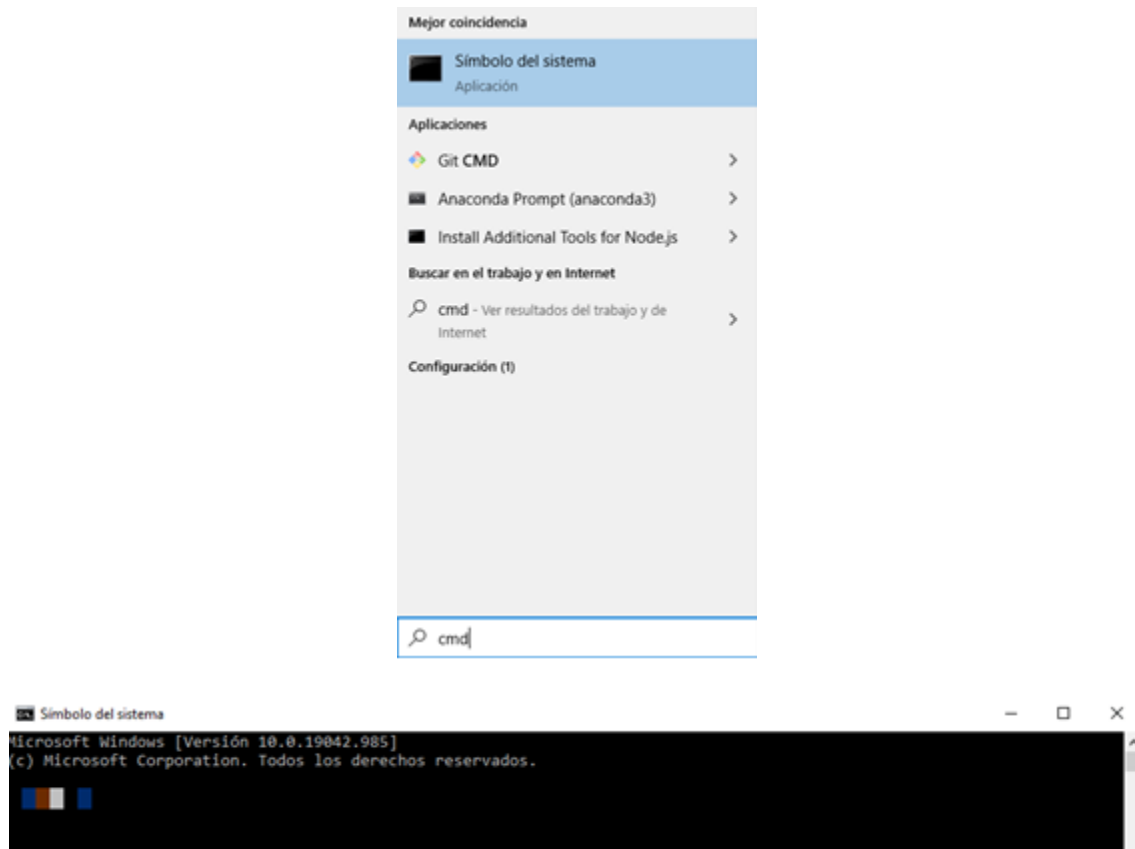 Mejor coincidencia
Símbolo del sistema
Aplicación
Aplicaciones
Git CMD
Anaconda Prompt (anaconda3)
Install Additional Tools for Node.js
Buscar en el trabajo y en Internet
cmd - Ver resultados del trabajo y de
Internet
Configuración (1)
cmd
Símbolo del sistema
Microsoft Windows [Versión 10.0.19042.985]
(c) Microsoft Corporation. Todos los derechos reservados.